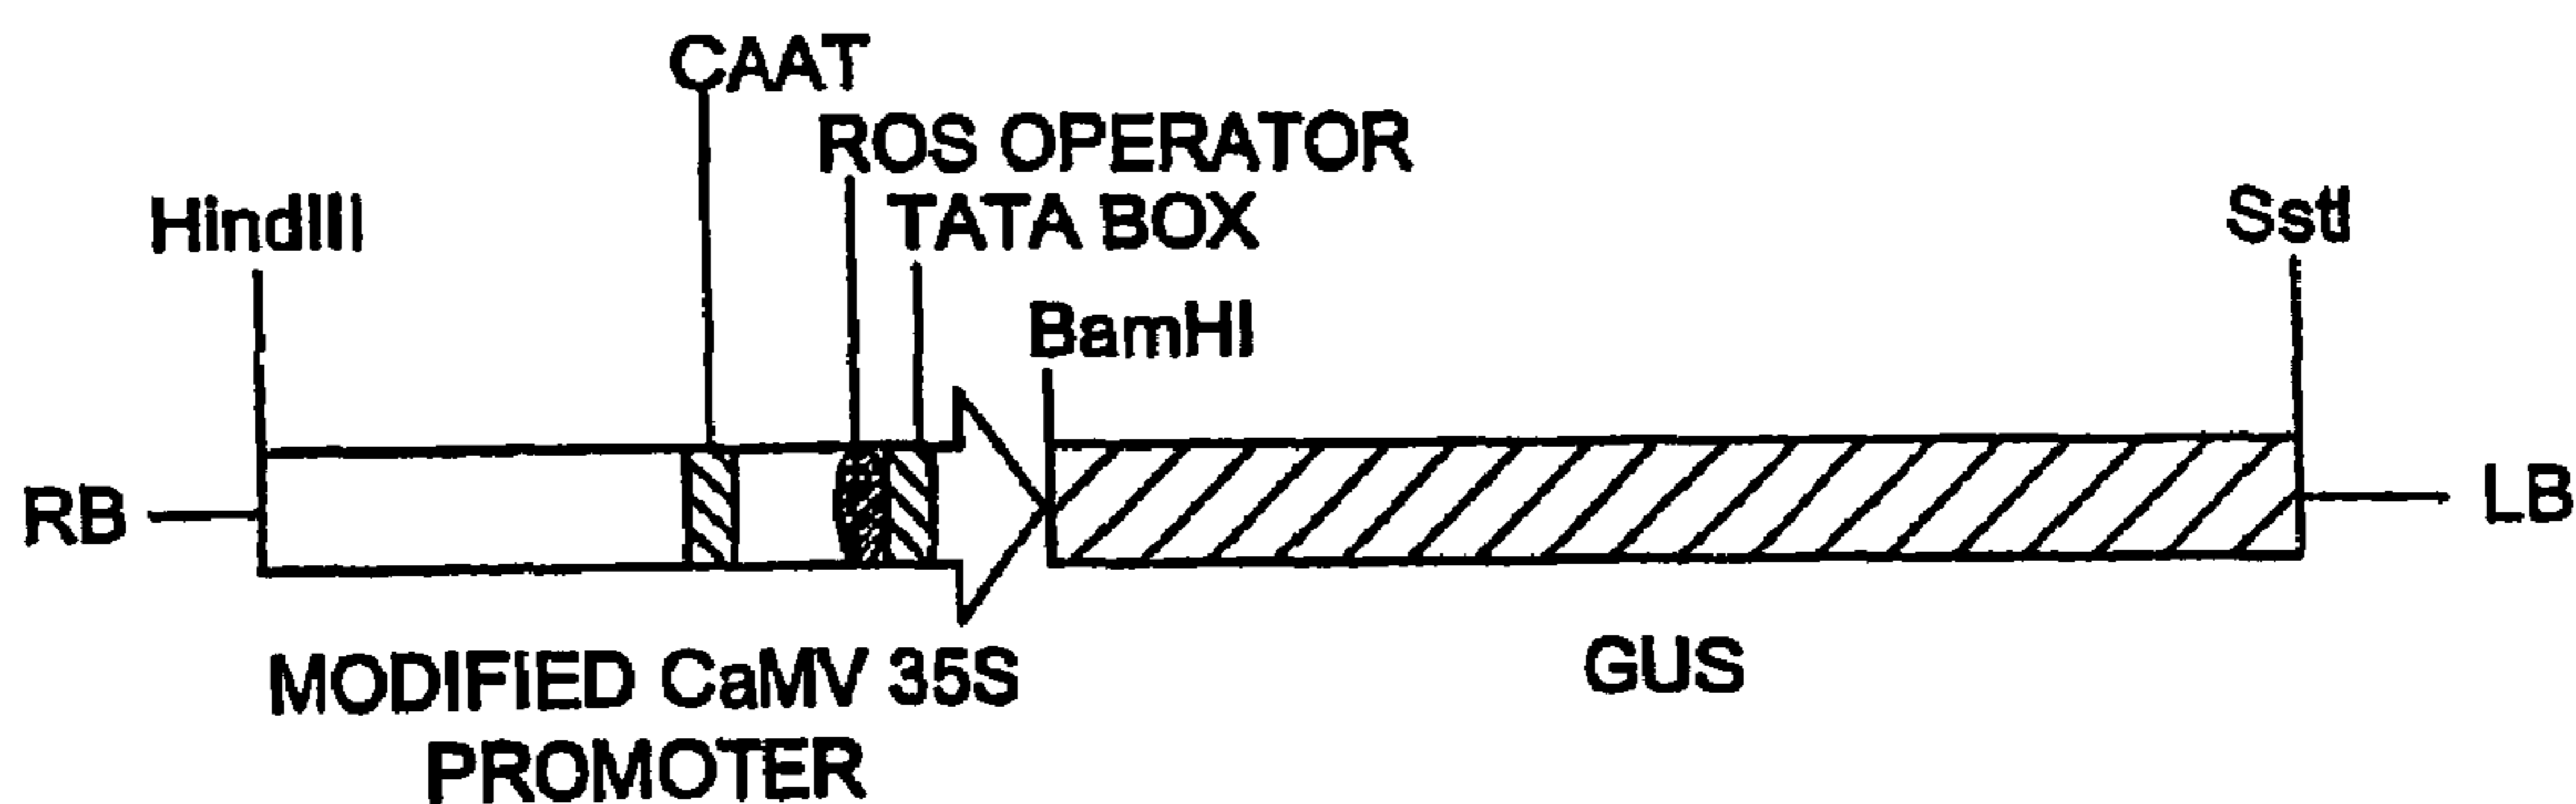 CAAT
ROS OPERATOR
TATA BOX
HindIII
SstI
BamHI
RB
LB
MODIFIED CaMV 35S
PROMOTER
GUS